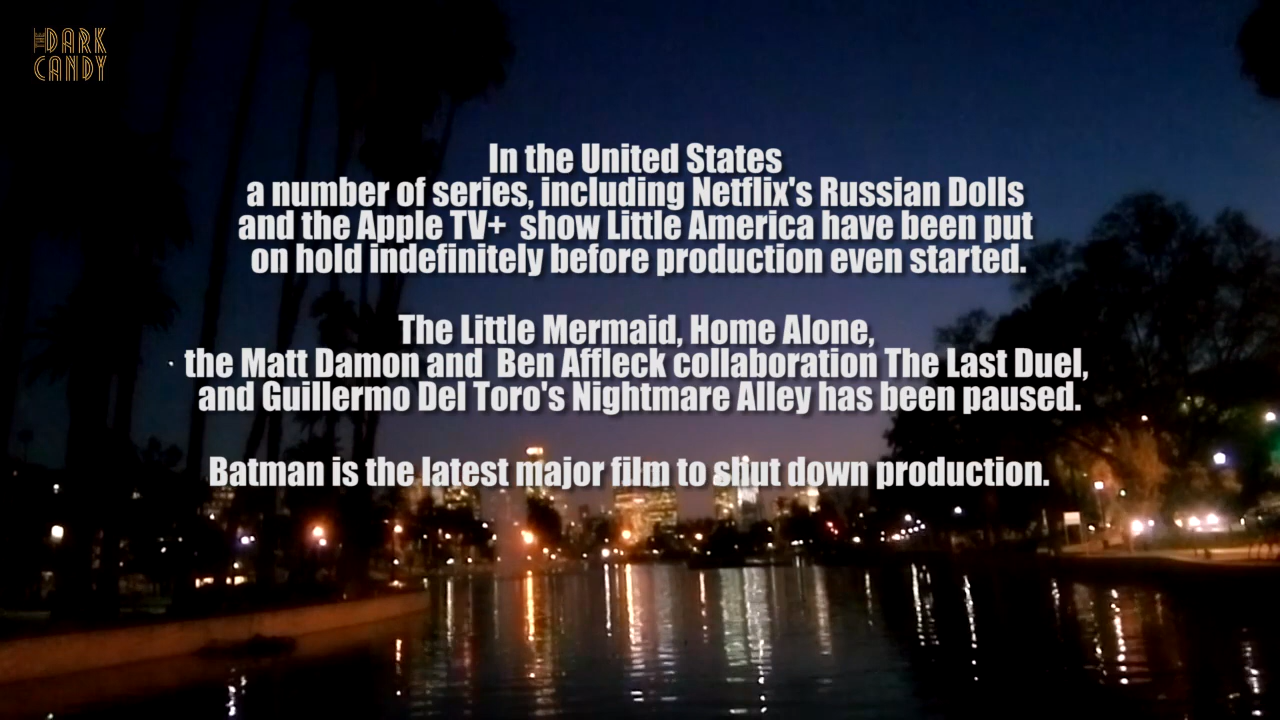 THE DARK
CANDY
In the United States
a number of series, including Netflix's Russian Dolls
and the Apple TV+ show Little America have been put
on hold indefinitely before production even started.
The Little Mermaid, Home Alone,
the Matt Damon and Ben Affleck collaboration The Last Duel,
and Guillermo Del Toro's Nightmare Alley has been paused.
Batman is the latest major film to shut down production.